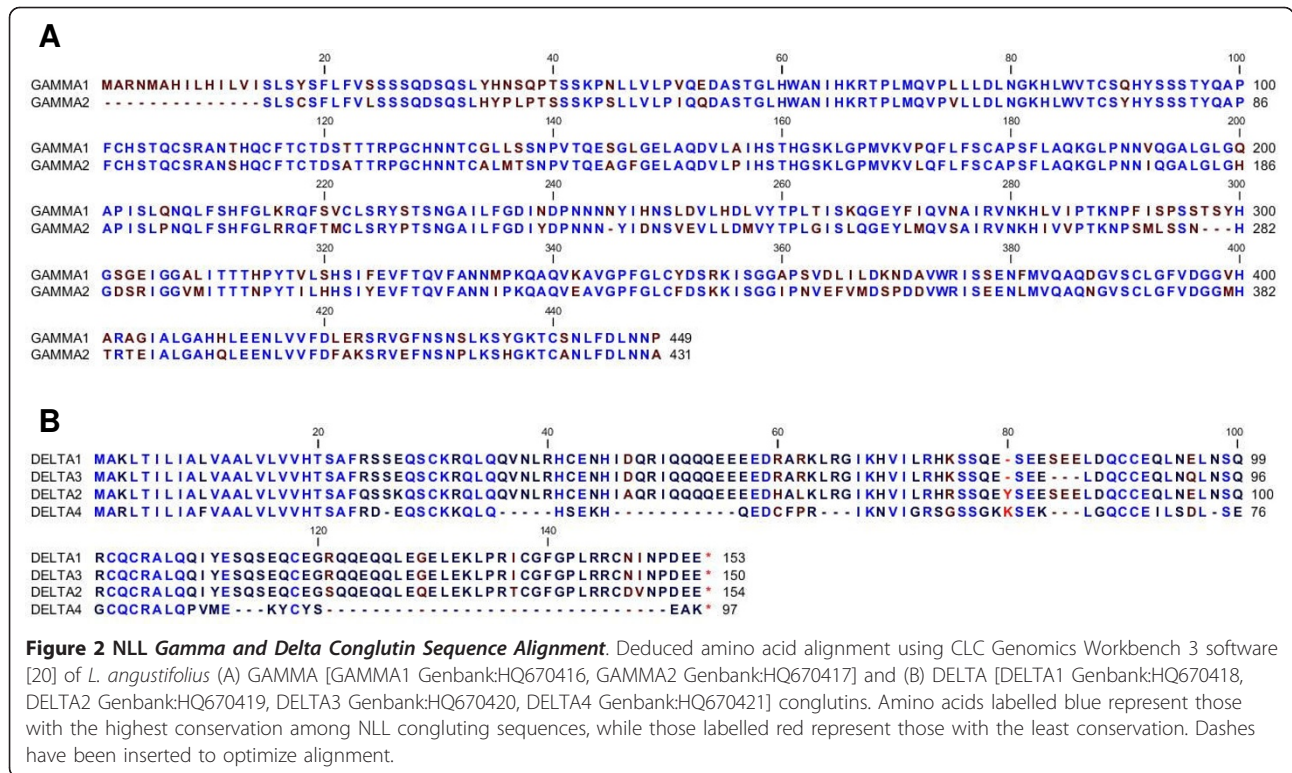 A
20 40 60 80 100
GAMMA1 MARNMAHILHILVISLSYSFLFVSSSSQDSQSLYHNSQPTSSKPNLLVLPVQEDASTGLHWANIHKRTPLMQVPLLLDLNGKHLWVTCSQHYSSSTYQAP 100
GAMMA2 --------------SLSCSFLFVLSSSQDSQSLYPLPTSSSKPSLLVLPIQQDASTGLHWANIHKRTPLMQVPVLLDLNGKHLWVTCSYHYSSSTYQAP 86
120 140 160 180 200
GAMMA1 FCHSTQCSRANTHQCFTCTDSTTTRPGCHNNTCGLLSSNPVTQESGLGELAQDVLAIHSTHGSKLGPMVKVPQFLFSCAPSFLAQKGLPNNVQGALGLGQ 200
GAMMA2 FCHSTQCSRANSHQCFTCTDSATTRPGCHNNTCALMTSNPVTQEAGFGELAQDVLPIHSTHGSKLGPMVKVLQFLFSCAPSFLAQKGLPNNIQGALGLGH 186
220 240 260 280 300
GAMMA1 APISLQNQLFSHFGLKRQFSVCLSRYSTSNGAILFGDINDPNNNNYIHNSLDVLHDLVYTPLTISKQGEYFIQVNAIRVNKHLVIPTKNPFISPSSTSYH 300
GAMMA2 APISLPNQLFSHFGLRRQFTMCLSRYPTSNGAILFGDIYDPNNN-YIDNSVEVLLDMVYTPLGISLQGEYLMQVSAIRVNKHIVVPTKNPSMLSSN---H 282
320 340 360 380 400
GAMMA1 GSGEIGGALITTTHPYTVLSHSIFEVFTQVFANNMPKQAQVKAVGPFGLCYDSRKISGGAPSVDLILDKNDAVWRISSENFMVQAQDGVSCLGFVDGGVH 400
GAMMA2 GDSRIGGVMITTTNPYTILHHSIYEVFTQVFANNIPKQAQVEAVGPFGLCFDSKKISGGIPNVEFVMDSPDDVWRISEENLMVQAQNGVSCLGFVDGGMH 382
420 440
GAMMA1 ARAGIALGAHHLEENLVVFDLERSRVGFNSNSLKSYGKTCSNLFDLNNP 449
GAMMA2 TRTEIALGAHQLEENLVVFDFAKSRVEFNSNPLKSHGKTCANLFDLNNA 431
B
20 40 60 80 100
DELTA1 MAKLTILIALVAALVLVVHTSAFRSSEQSCKRQLQQVNLRHCENHIDQRIQQQQEEEEDRARKLRGIKHVILRHKSSQE-SEESEELDQCCEQLNELNSQ 99
DELTA3 MAKLTILIALVAALVLVVHTSAFRSSEQSCKRQLQQVNLRHCENHIDQRIQQQQEEEEDRARKLRGIKHVILRHKSSQE-SEE---LDQCCEQLNQLNSQ 96
DELTA2 MAKLTILIALVAALVLVVHTSAFQSSKQSCKRQLQQVNLRHCENHIAQRIQQQQEEEEDHALKLRGIKHVILRHRSSQEYSEESEELDQCCEQLNELNSQ 100
DELTA4 MARLTILIAFVAALVLVVHTSAFRD-EQSCKKQLQ-----HSEKH-----------QEDCFPR---IKNVIGRSGSSGKKSEK---LGQCCEILSDL-SE 76
120 140
DELTA1 RCQCRALQQIYESQSEQCEGRQQEQQLEGELEKLPRICGFGPLRRCNINPDEE* 153
DELTA3 RCQCRALQQIYESQSEQCEGRQQEQQLEGELEKLPRICGFGPLRRCNINPDEE* 150
DELTA2 RCQCRALQQIYESQSEQCEGSQQEQQLEQELEKLPRTCGFGPLRRCDVNPDEE* 154
DELTA4 GCQCRALQPVME---KYCYS------------------------------EAK* 97
Figure 2 NLL Gamma and Delta Conglutin Sequence Alignment. Deduced amino acid alignment using CLC Genomics Workbench 3 software
[20] of L. angustifolius (A) GAMMA [GAMMA1 Genbank:HQ670416, GAMMA2 Genbank:HQ670417] and (B) DELTA [DELTA1 Genbank:HQ670418,
DELTA2 Genbank:HQ670419, DELTA3 Genbank:HQ670420, DELTA4 Genbank:HQ670421] conglutins. Amino acids labelled blue represent those
with the highest conservation among NLL congluting sequences, while those labelled red represent those with the least conservation. Dashes
have been inserted to optimize alignment.